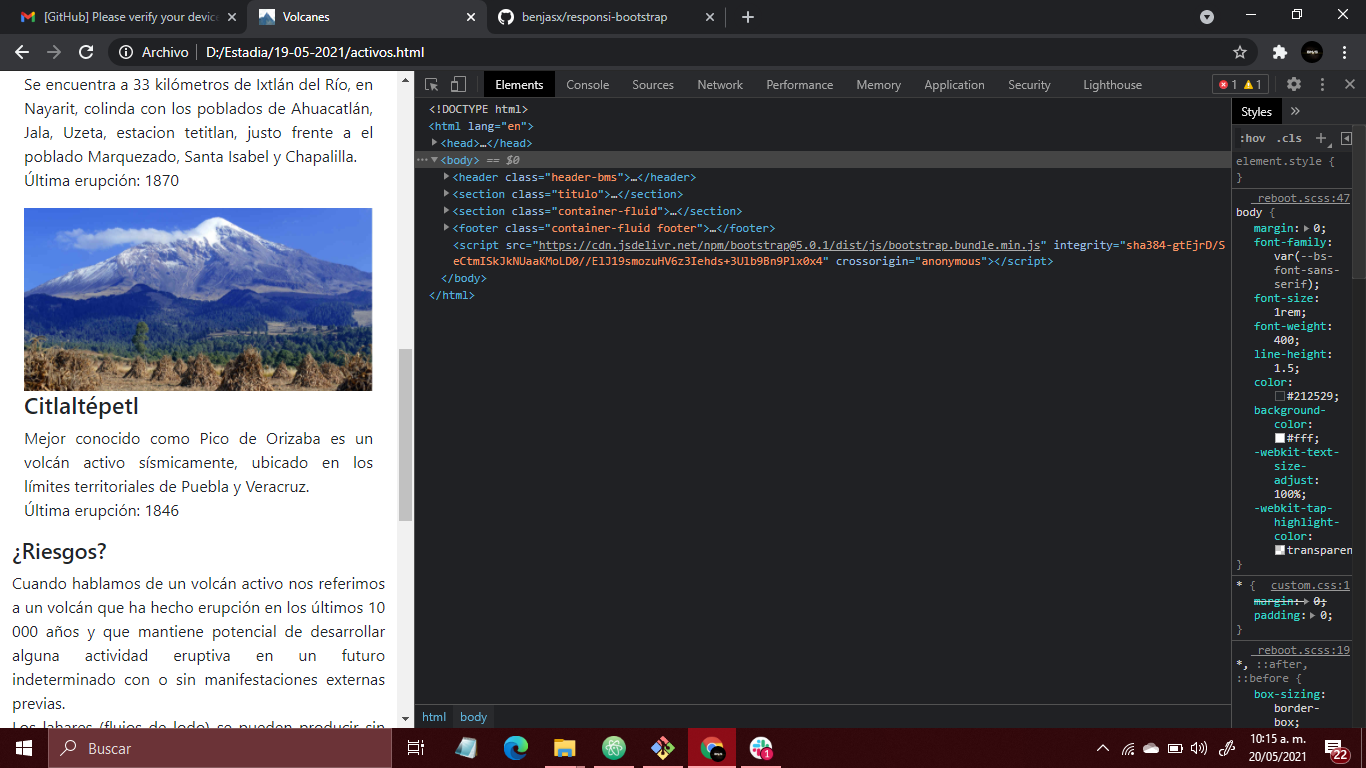 [GitHub] Please verify your device
Volcanes
benjasx/responsi-bootstrap
Archivo
D:/Estadia/19-05-2021/activos.html
Se encuentra a 33 kilómetros de Ixtlán del Río, en
Nayarit, colinda con los poblados de Ahuacatlán,
Jala, Uzeta, estacion tetitlan, justo frente a el
poblado Marquezado, Santa Isabel y Chapalilla.
Última erupción: 1870
Citlaltépetl
Mejor conocido como Pico de Orizaba es un
volcán activo sísmicamente, ubicado en los
límites territoriales de Puebla y Veracruz.
Última erupción: 1846
¿Riesgos?
Cuando hablamos de un volcán activo nos referimos
a un volcán que ha hecho erupción en los últimos 10
000 años y que mantiene potencial de desarrollar
alguna actividad eruptiva en un futuro
indeterminado con o sin manifestaciones externas
previas.
Los lahares (flujos de lodo) se pueden producir sin
Elements Console Sources Network Performance Memory Application Security Lighthouse
1 1
<!DOCTYPE html>
<html lang="en">
<head>…</head>
<body> == $0
<header class="header-bms">…</header>
<section class="titulo">…</section>
<section class="container-fluid">…</section>
<footer class="container-fluid footer">…</footer>
<script src="https://cdn.jsdelivr.net/npm/bootstrap@5.0.1/dist/js/bootstrap.bundle.min.js" integrity="sha384-gtEjrD/S
eCtmISkJkNUaaKMoLD0//ElJ19smozuHV6z3Iehds+3Ulb9Bn9Plx0x4" crossorigin="anonymous"></script>
</body>
</html>
html body
Styles »
:hov .cls +
element.style {
}
_reboot.scss:47
body {
margin: 0;
font-family:
var(--bs-
font-sans-
serif);
font-size:
1rem;
font-weight:
400;
line-height:
1.5;
color:
#212529;
background-
color:
#fff;
-webkit-text-
size-
adjust:
100%;
-webkit-tap-
highlight-
color:
transparen
}
* { custom.css:1
margin: 0;
padding: 0;
}
_reboot.scss:19
*, ::after,
::before {
box-sizing:
border-
box;
Buscar
1
10:15 a. m.
20/05/2021
22